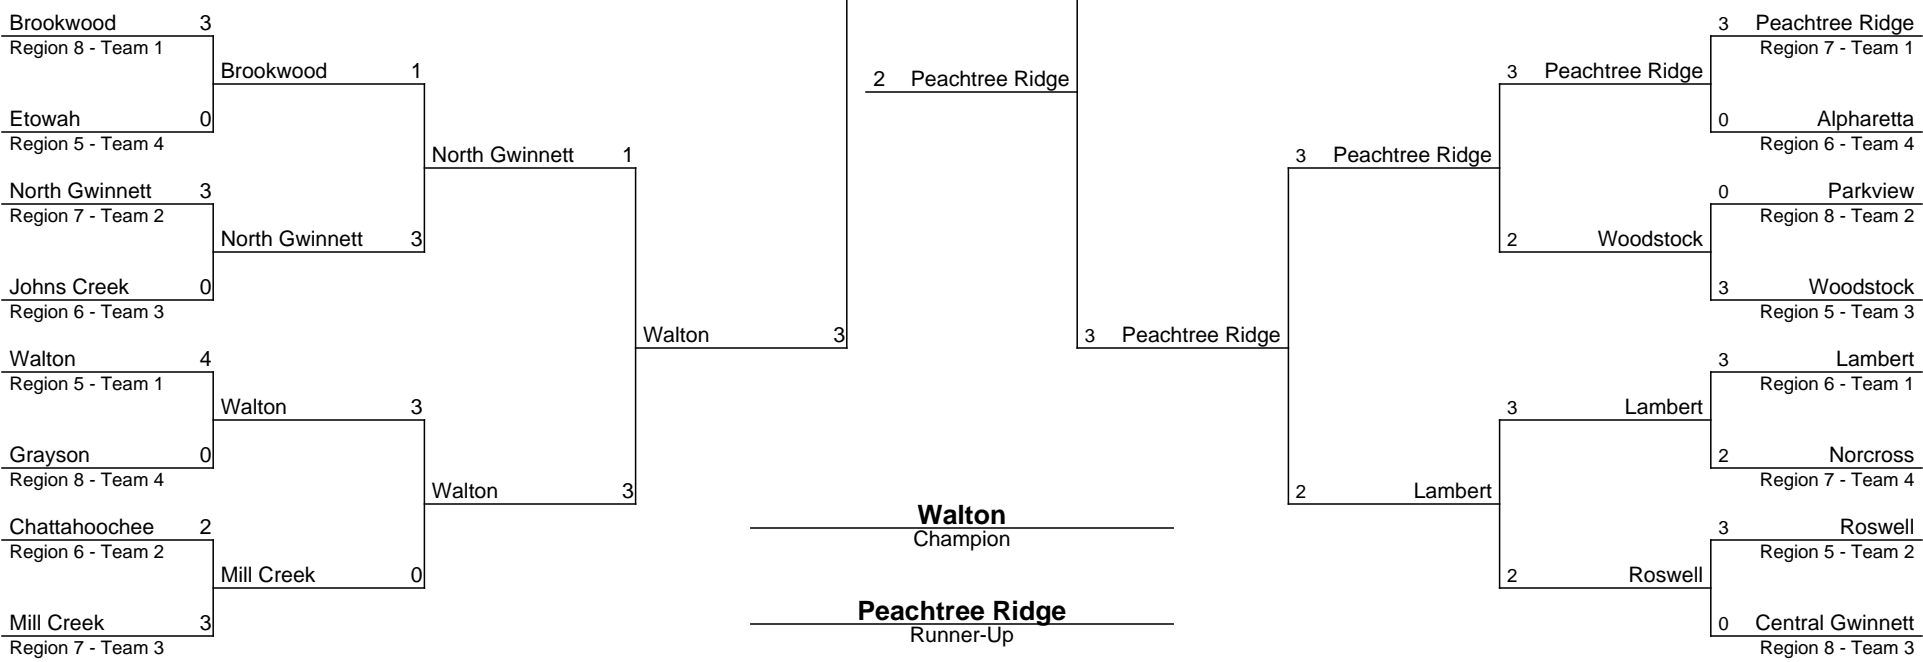 Brookwood 3
Region 8 - Team 1
Brookwood 1
Etowah 0
Region 5 - Team 4
North Gwinnett 1
North Gwinnett 3
Region 7 - Team 2
North Gwinnett 3
Johns Creek 0
Region 6 - Team 3
Walton 3
Walton 4
Region 5 - Team 1
Walton 3
Grayson 0
Region 8 - Team 4
Walton 3
Chattahoochee 2
Region 6 - Team 2
Mill Creek 0
Mill Creek 3
Region 7 - Team 3
2 Peachtree Ridge
3 Peachtree Ridge
Walton
Champion
Peachtree Ridge
Runner-Up
3 Peachtree Ridge
Region 7 - Team 1
3 Peachtree Ridge
0 Alpharetta
Region 6 - Team 4
3 Peachtree Ridge
0 Parkview
Region 8 - Team 2
2 Woodstock
3 Woodstock
Region 5 - Team 3
3 Lambert
Region 6 - Team 1
3 Lambert
2 Norcross
Region 7 - Team 4
2 Lambert
3 Roswell
Region 5 - Team 2
2 Roswell
0 Central Gwinnett
Region 8 - Team 3